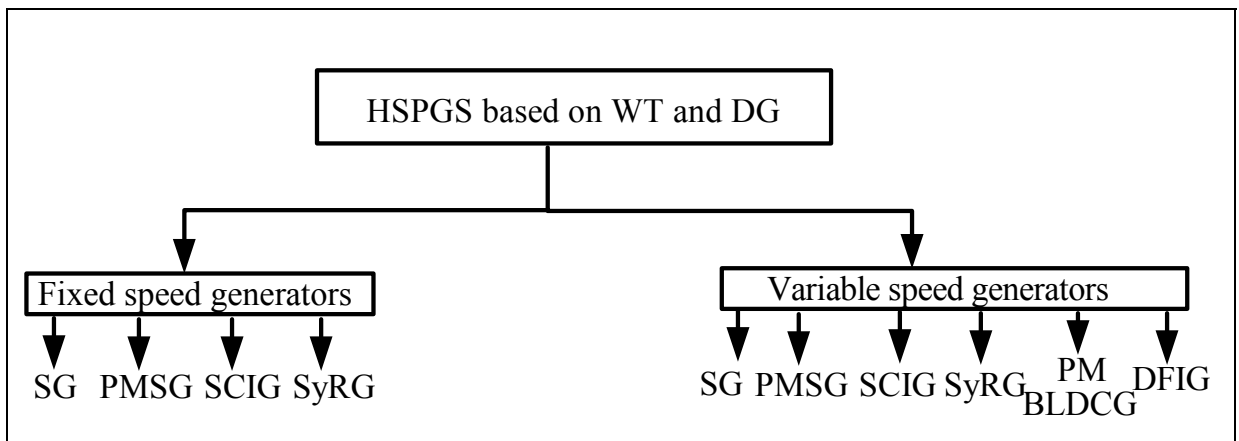 HSPGS based on WT and DG
Fixed speed generators
Variable speed generators
SG PMSG SCIG SyRG
SG PMSG SCIG SyRG PM BLDCG DFIG